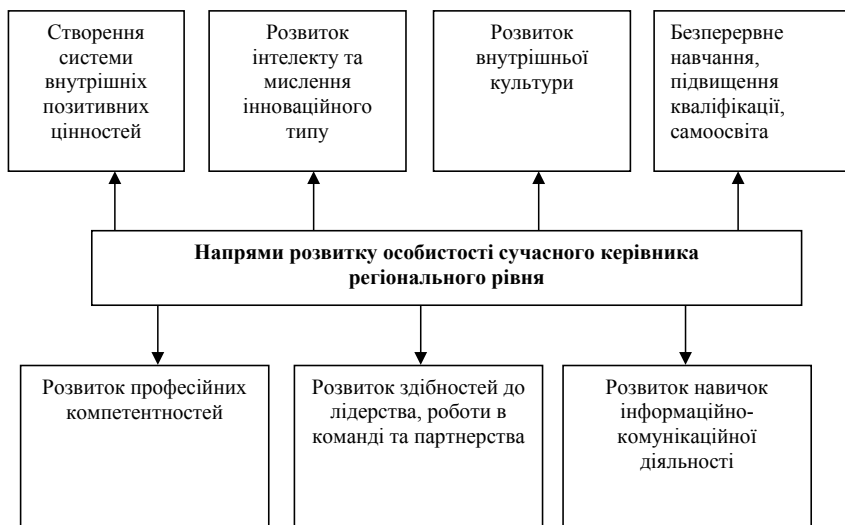 Створення
системи
внутрішніх
позитивних
цінностей
Розвиток
інтелекту та
мислення
інноваційного
типу
Розвиток
внутрішньої
культури
Безперервне
навчання,
підвищення
кваліфікації,
самоосвіта
Напрями розвитку особистості сучасного керівника
регіонального рівня
Розвиток професійних
компетентностей
Розвиток здібностей до
лідерства, роботи в
команді та партнерства
Розвиток навичок
інформаційно-
комунікаційної
діяльності